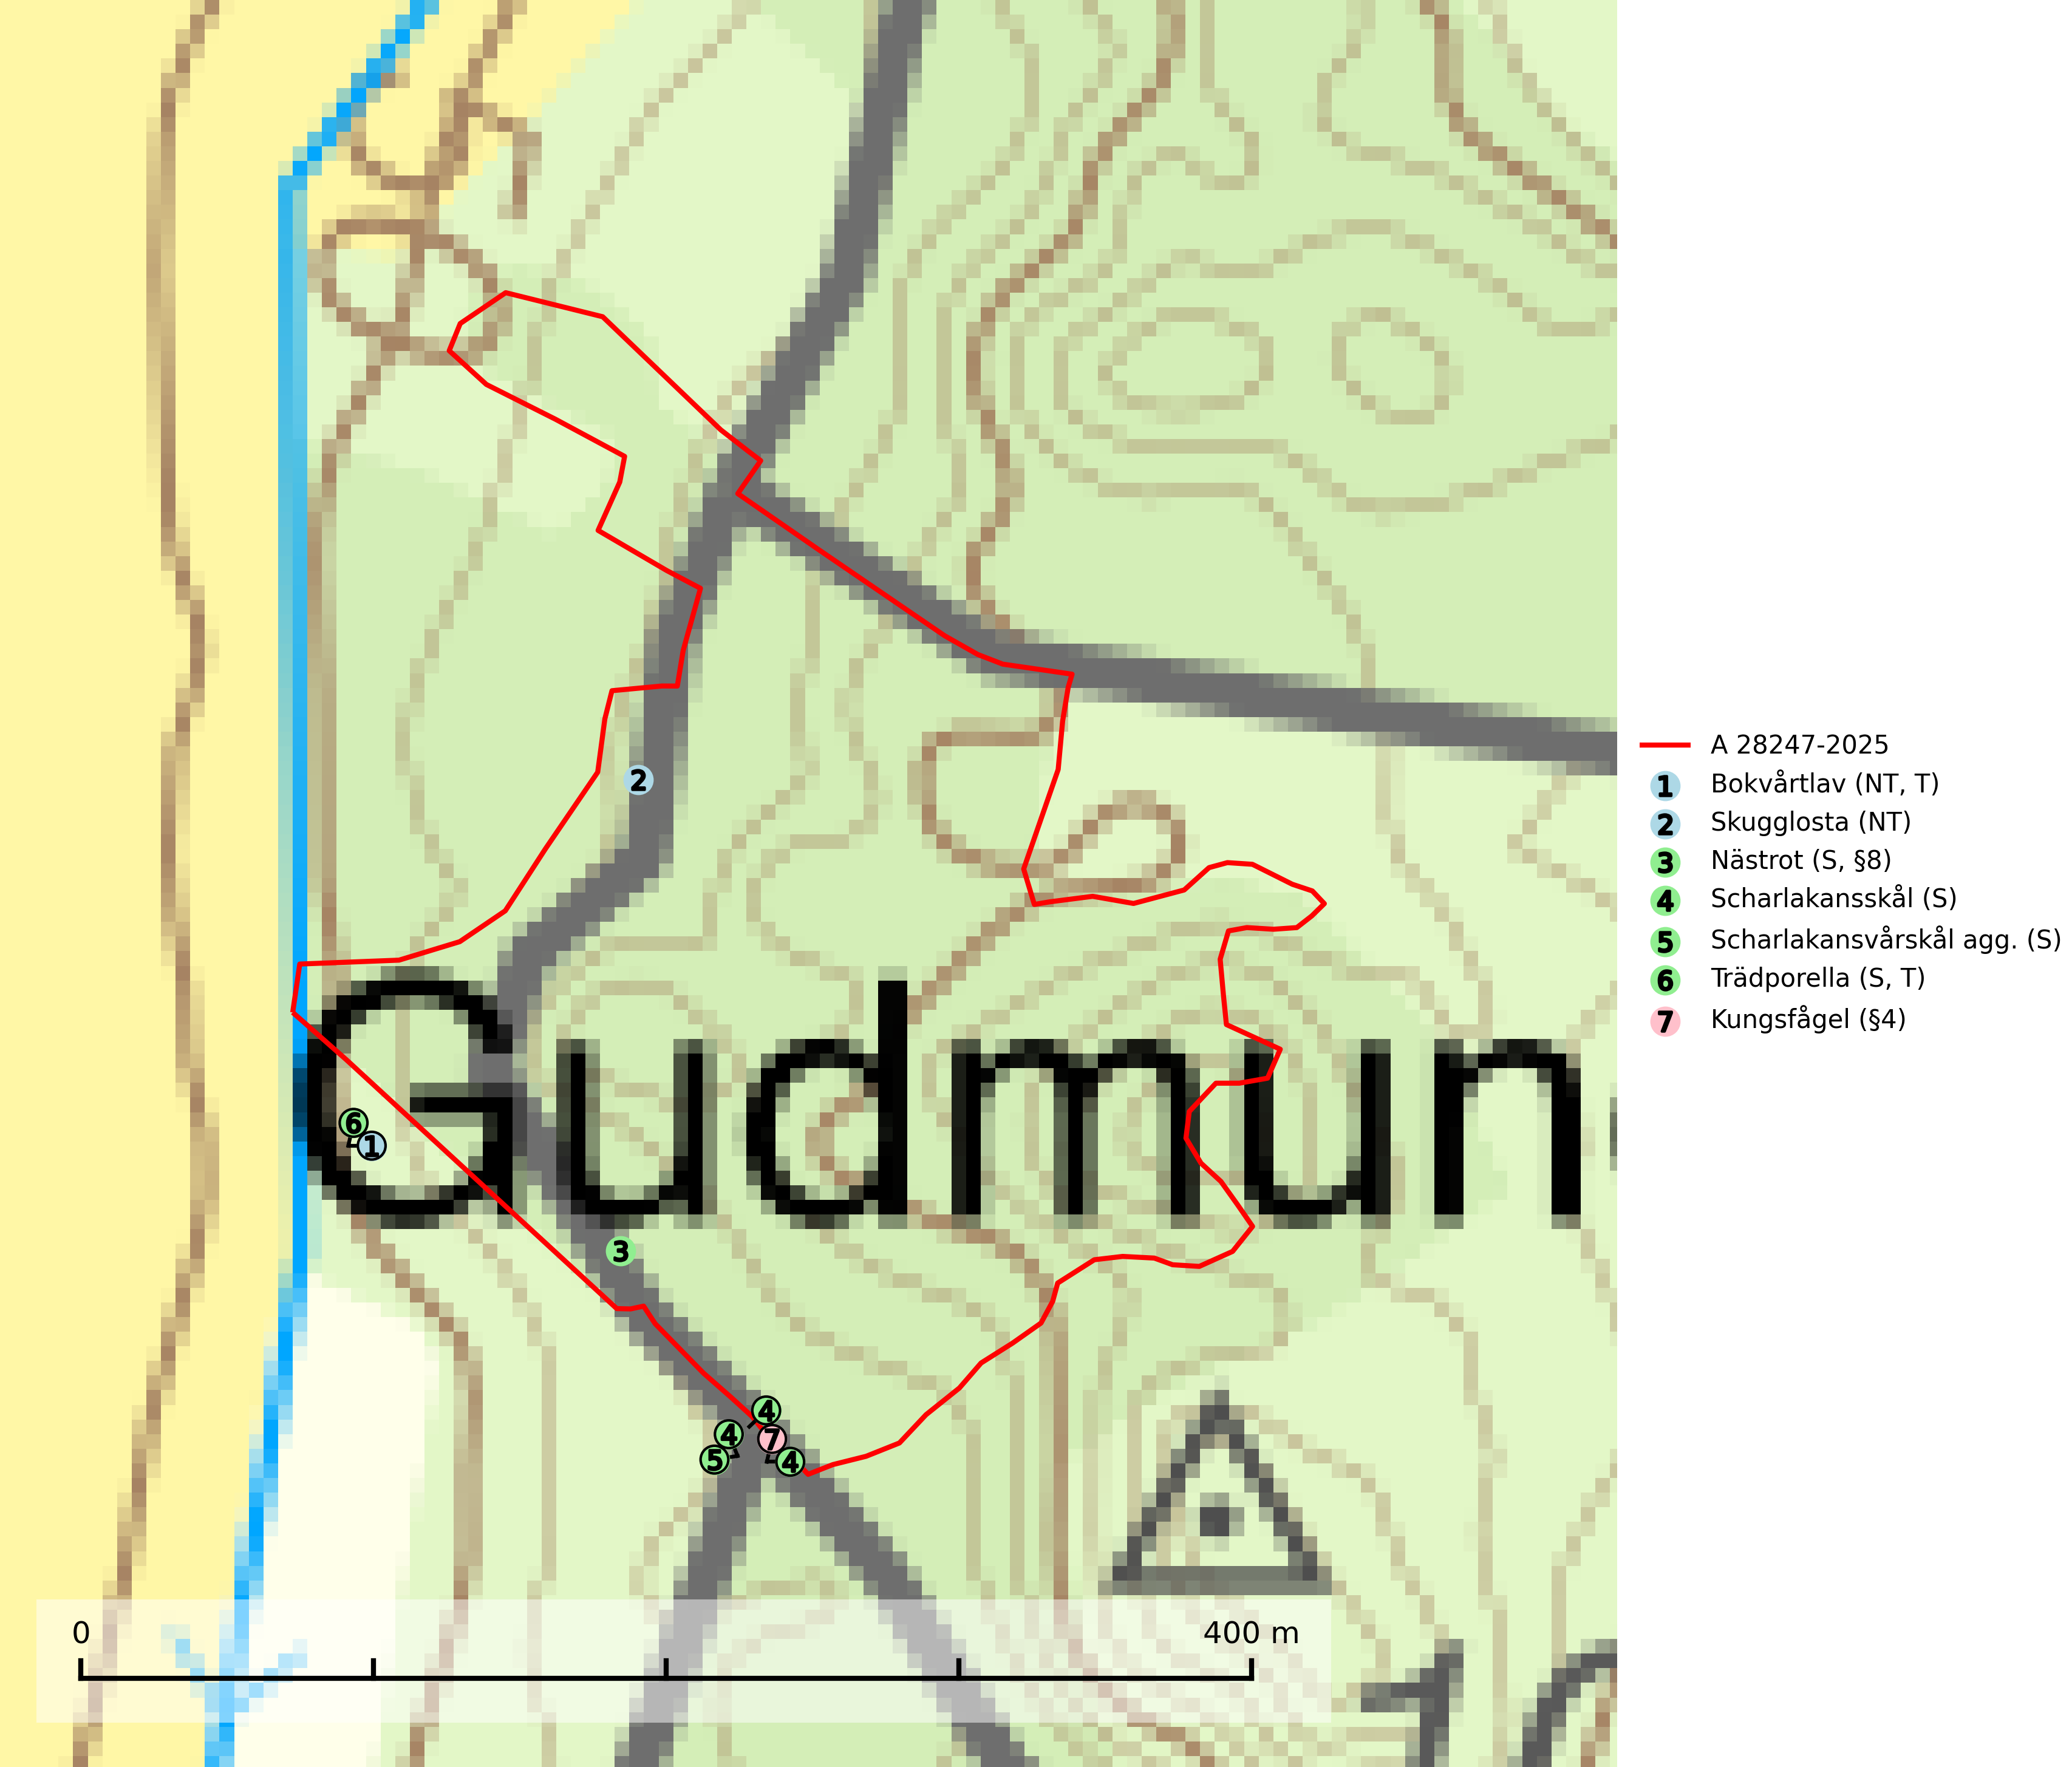 2
Gudmun
6
1
3
4
4
7
5
4
0
400 m
A 28247-2025
1 Bokvårtlav (NT, T)
2 Skugglosta (NT)
3 Nästrot (S, §8)
4 Scharlakansskål (S)
5 Scharlakansvårskål agg. (S)
6 Trädporella (S, T)
7 Kungsfågel (§4)